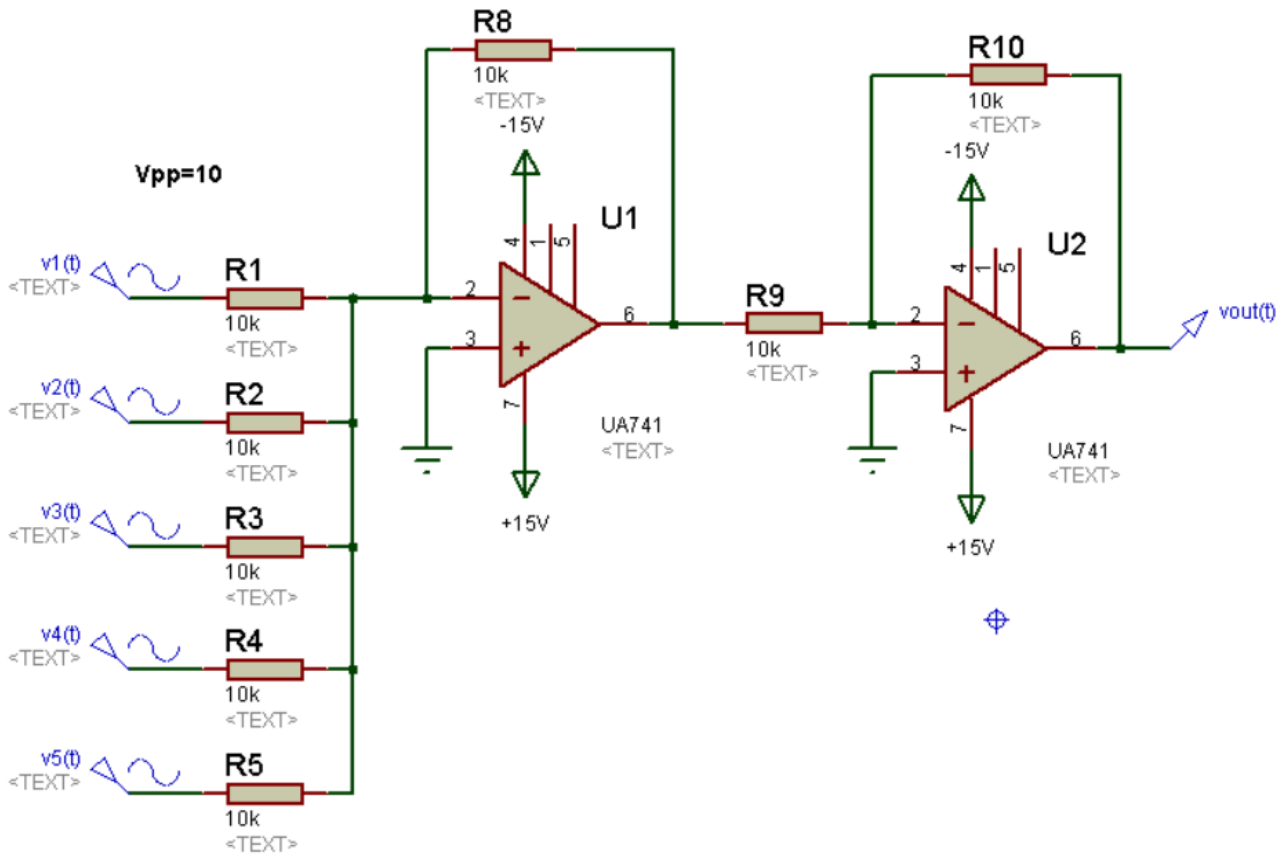 R8
10k
<TEXT>
-15V
R10
10k
<TEXT>
-15V
Vpp=10
U1
4
1
5
2
3
6
7
UA741
<TEXT>
+15V
U2
4
1
5
2
3
6
7
UA741
<TEXT>
+15V
R9
10k
<TEXT>
vout(t)
v1(t)
<TEXT>
R1
10k
<TEXT>
v2(t)
<TEXT>
R2
10k
<TEXT>
v3(t)
<TEXT>
R3
10k
<TEXT>
v4(t)
<TEXT>
R4
10k
<TEXT>
v5(t)
<TEXT>
R5
10k
<TEXT>